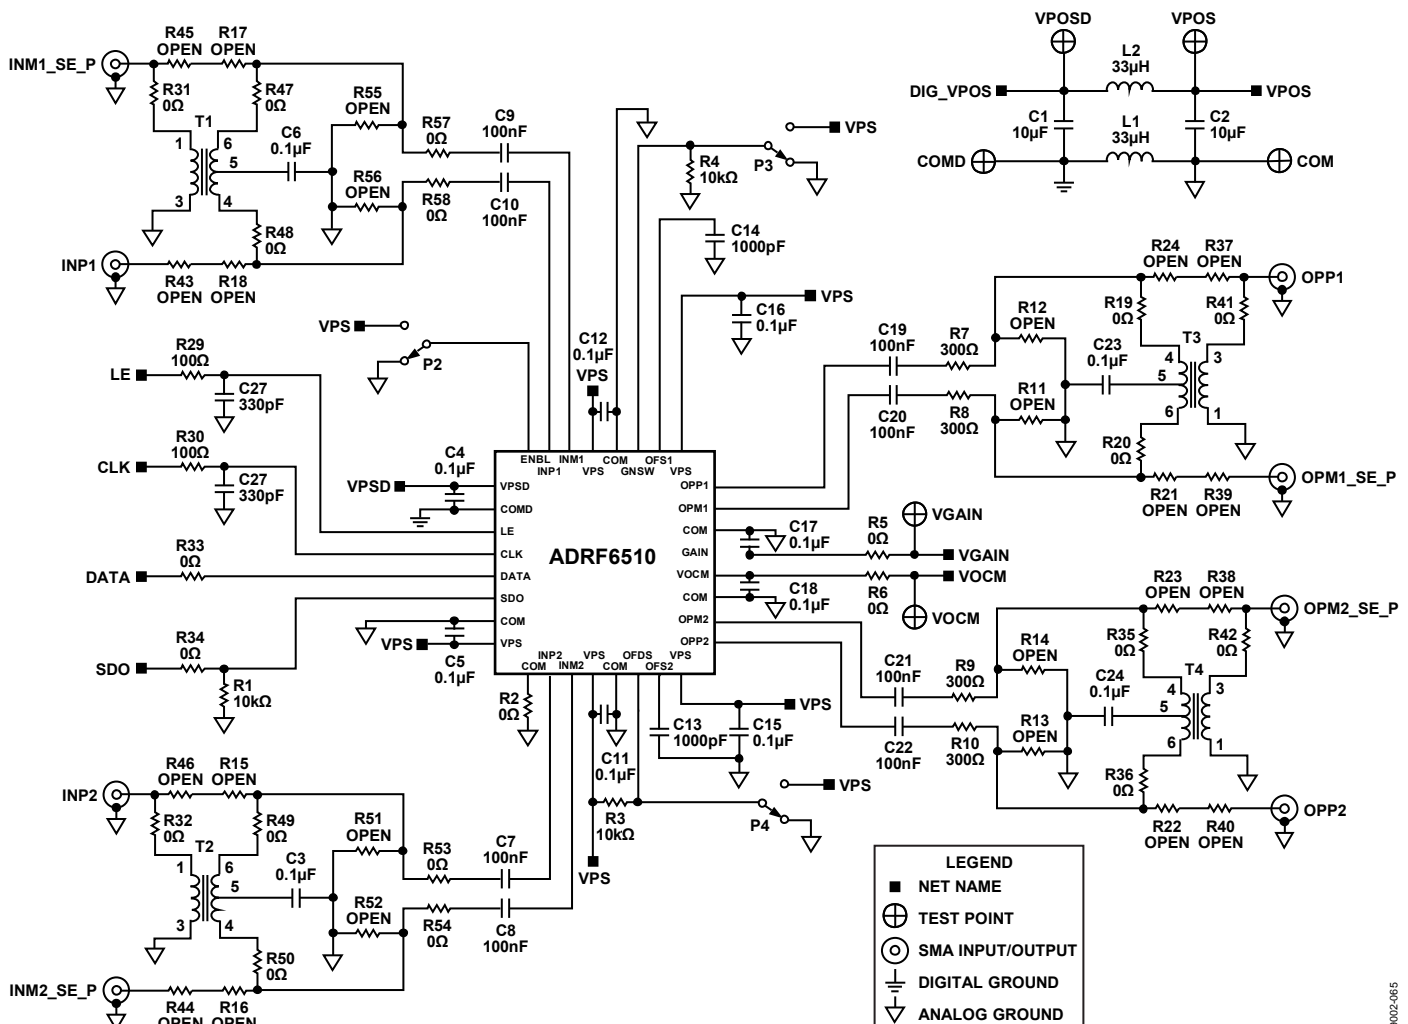 INM1_SE_P
R45
OPEN
R17
OPEN
R31
0Ω
R47
0Ω
T1
1
6
5
3
4
C6
0.1µF
R55
OPEN
R56
OPEN
R57
0Ω
R58
0Ω
C9
100nF
C10
100nF
R48
0Ω
INP1
R43
OPEN
R18
OPEN
R4
10kΩ
P3
VPS
C14
1000pF
C16
0.1µF
VPS
VPOSD
VPOS
L2
33µH
DIG_VPOS
VPOS
C1
10µF
L1
33µH
C2
10µF
COMD
COM
VPS
P2
C12
0.1µF
VPS
LE
R29
100Ω
C27
330pF
CLK
R30
100Ω
C27
330pF
DATA
R33
0Ω
SDO
R34
0Ω
R1
10kΩ
C4
0.1µF
VPSD
VPS
C5
0.1µF
ENBL
INP1
INM1
VPS
COM
GNSW
OFS1
VPS
VPSD
COMD
LE
CLK
DATA
SDO
COM
VPS
ADRF6510
OPP1
OPM1
COM
GAIN
VOCM
COM
OPM2
OPP2
COM
INP2
INM2
VPS
COM
OFDS
OFS2
VPS
C19
100nF
C20
100nF
R7
300Ω
R8
300Ω
R12
OPEN
R11
OPEN
C23
0.1µF
R24
OPEN
R37
OPEN
R19
0Ω
R41
0Ω
T3
4
5
6
3
1
R20
0Ω
R21
OPEN
R39
OPEN
OPP1
OPM1_SE_P
C17
0.1µF
R5
0Ω
VGAIN
VGAIN
C18
0.1µF
R6
0Ω
VOCM
VOCM
C21
100nF
C22
100nF
R9
300Ω
R10
300Ω
R14
OPEN
R13
OPEN
C24
0.1µF
R23
OPEN
R38
OPEN
R35
0Ω
R42
0Ω
T4
4
5
6
3
1
R36
0Ω
R22
OPEN
R40
OPEN
OPM2_SE_P
OPP2
R2
0Ω
C11
0.1µF
C13
1000pF
C15
0.1µF
VPS
R3
10kΩ
VPS
P4
VPS
INP2
R46
OPEN
R15
OPEN
R32
0Ω
R49
0Ω
T2
1
6
5
3
4
C3
0.1µF
R51
OPEN
R52
OPEN
R53
0Ω
R54
0Ω
C7
100nF
C8
100nF
R50
0Ω
INM2_SE_P
R44
OPEN
R16
OPEN
LEGEND
NET NAME
TEST POINT
SMA INPUT/OUTPUT
DIGITAL GROUND
ANALOG GROUND